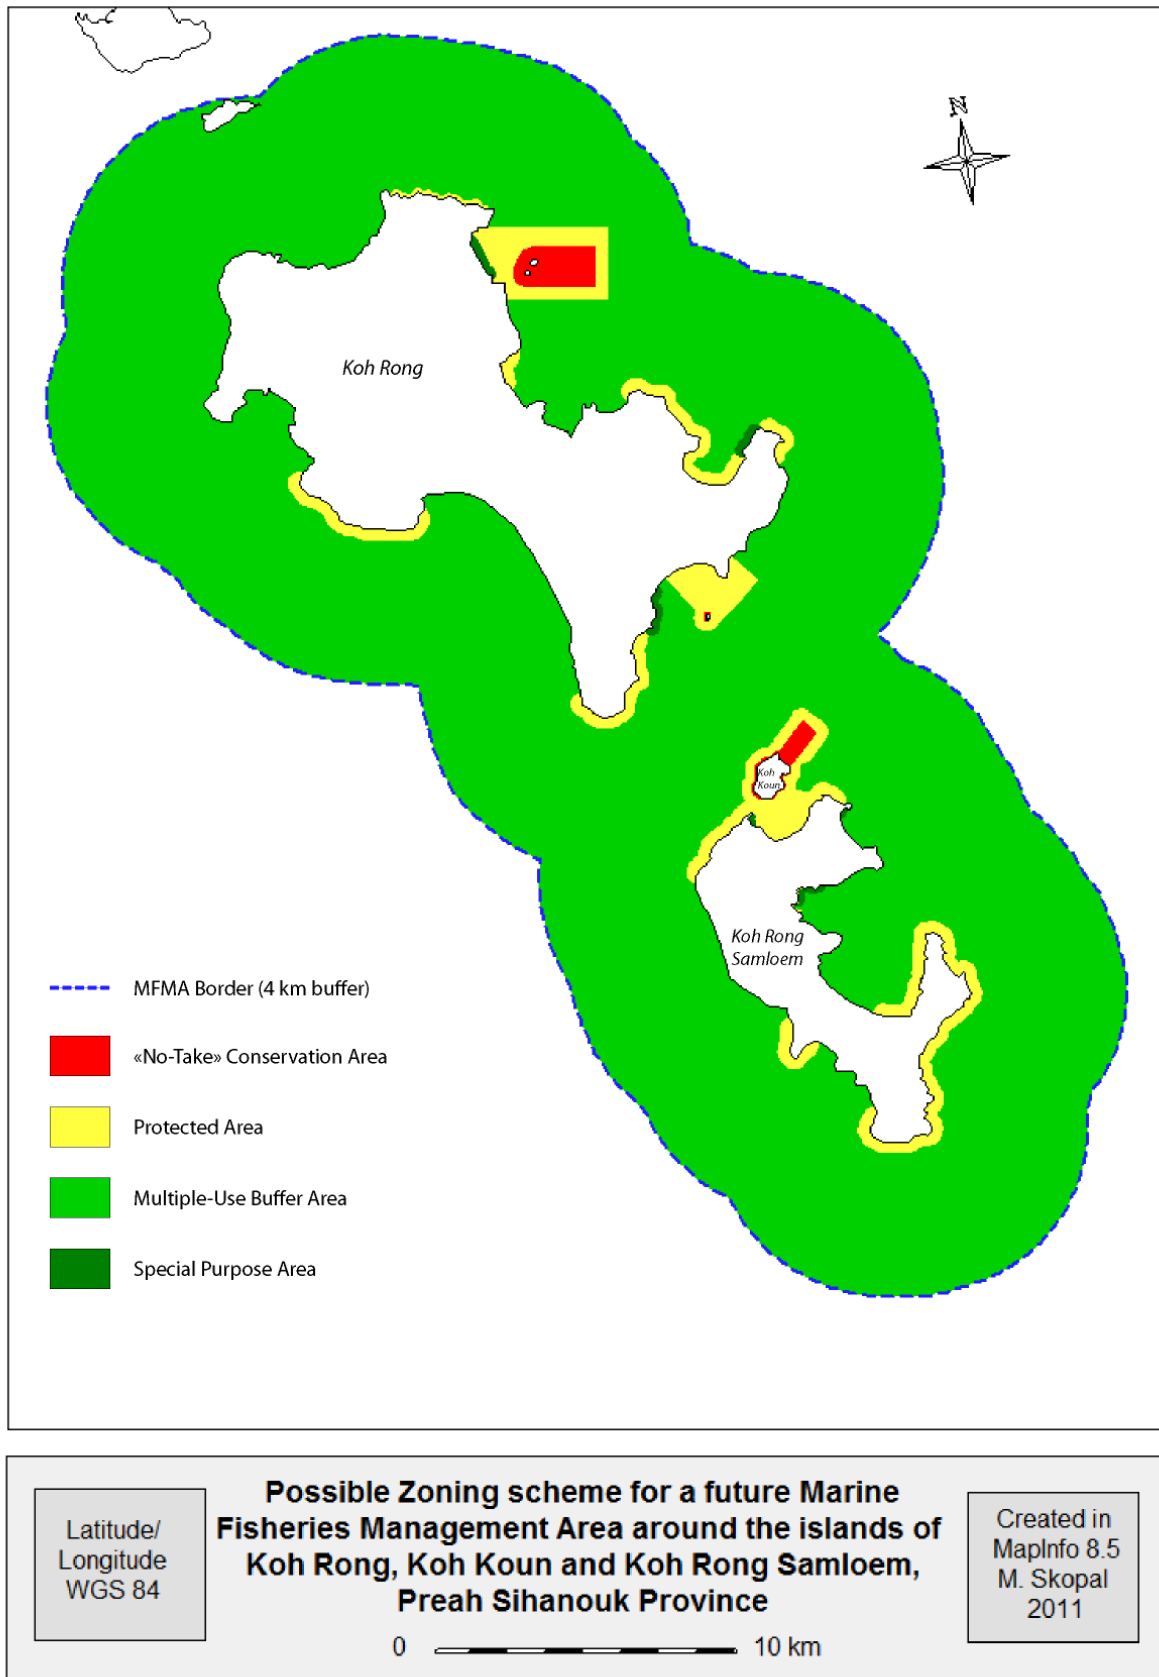 N
Koh Rong
Koh
Koun
Koh Rong
Samloem
MFMA Border (4 km buffer)
«No-Take» Conservation Area
Protected Area
Multiple-Use Buffer Area
Special Purpose Area
Latitude/
Longitude
WGS 84
Possible Zoning scheme for a future Marine
Fisheries Management Area around the islands of
Koh Rong, Koh Koun and Koh Rong Samloem,
Preah Sihanouk Province
0 10 km
Created in
MapInfo 8.5
M. Skopal
2011